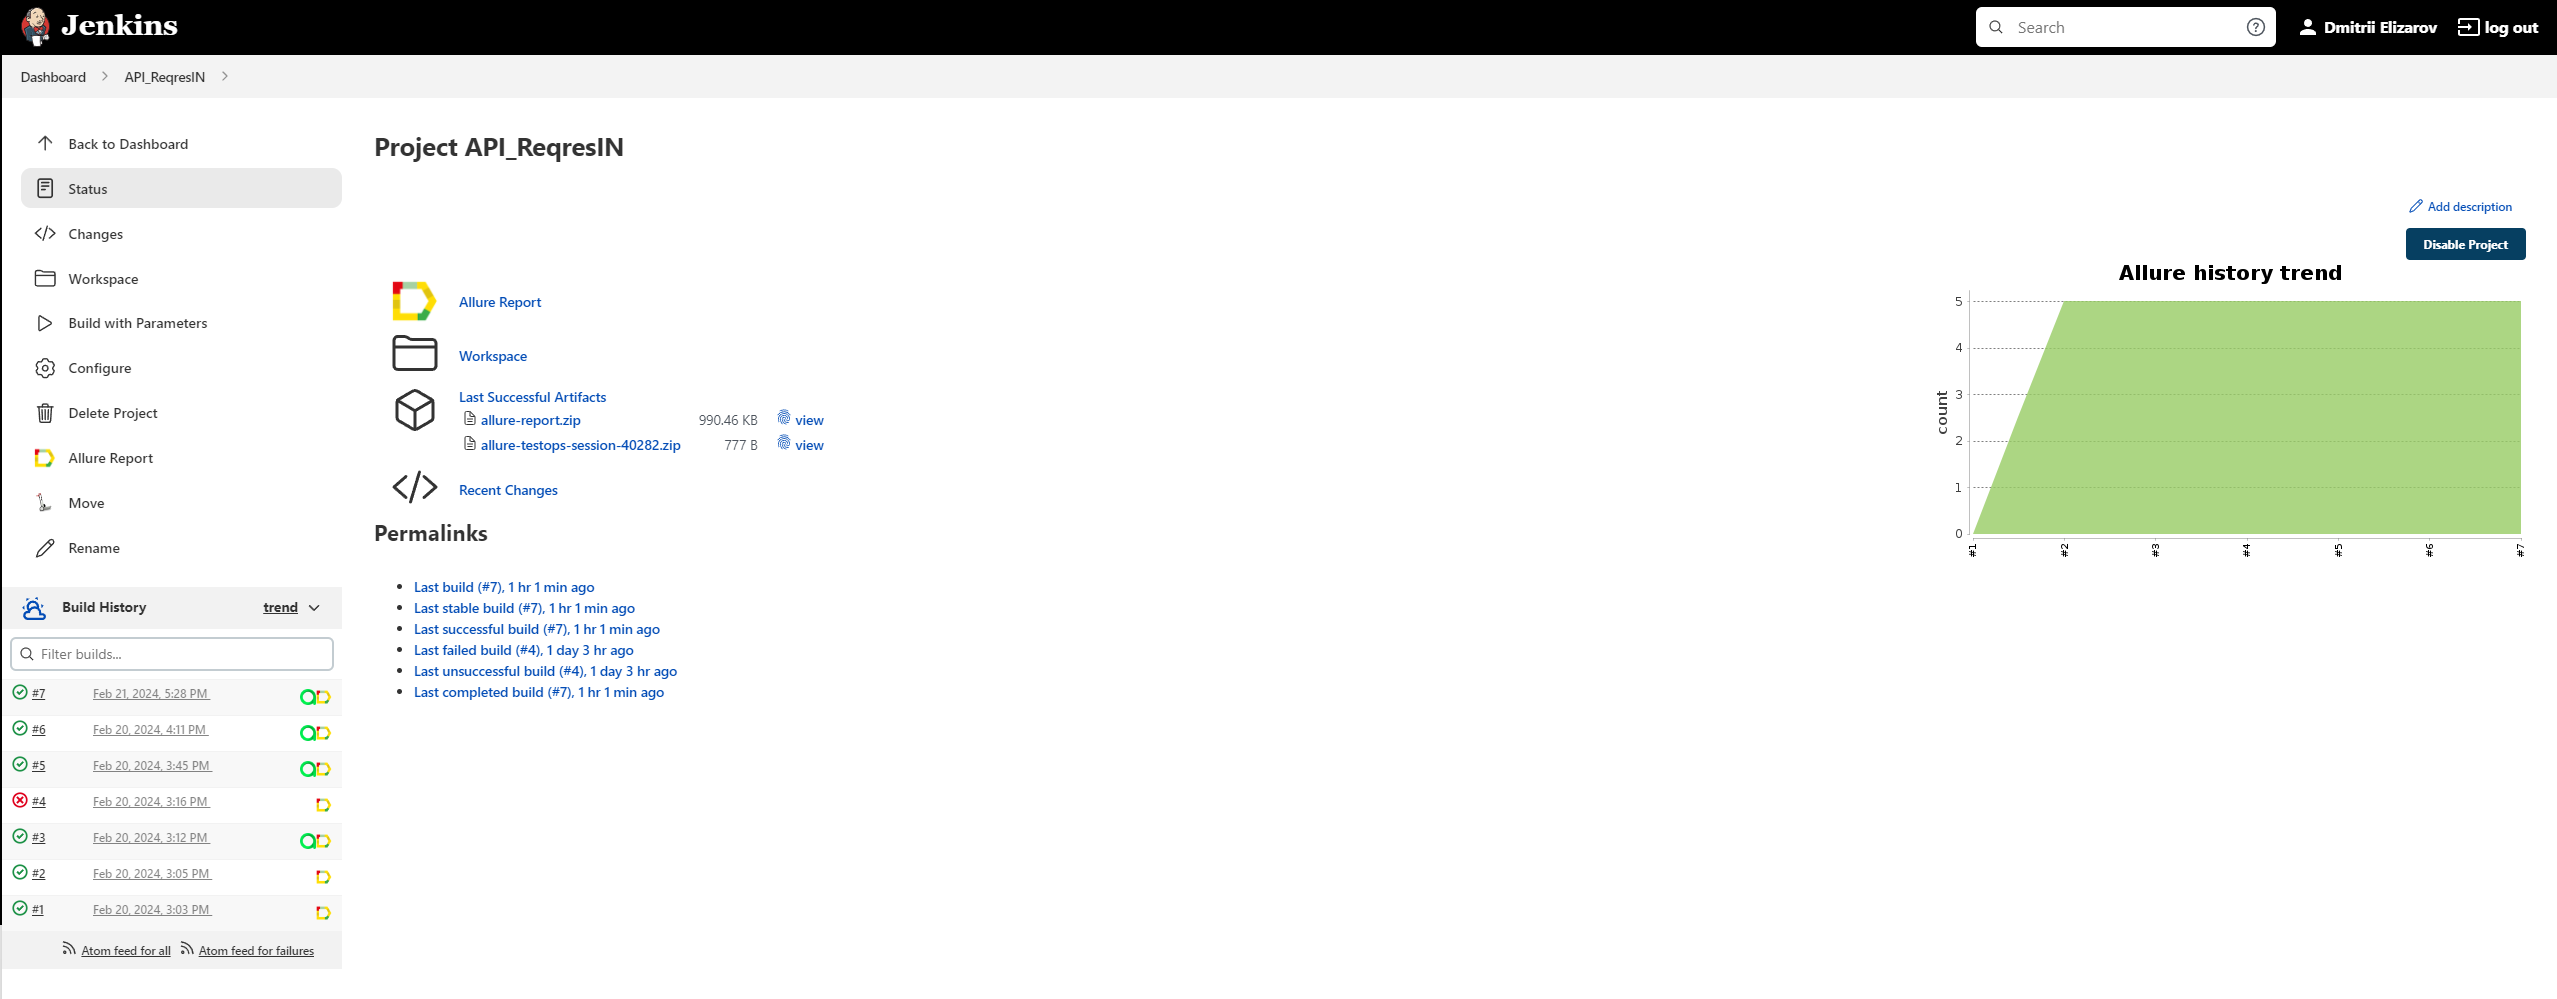 Jenkins
Search
Dmitrii Elizarov
log out
Dashboard
API_ReqresIN
Back to Dashboard
Status
Changes
Workspace
Build with Parameters
Configure
Delete Project
Allure Report
Move
Rename
Build History
trend
Filter builds...
#7 Feb 21, 2024, 5:28 PM
#6 Feb 20, 2024, 4:11 PM
#5 Feb 20, 2024, 3:45 PM
#4 Feb 20, 2024, 3:16 PM
#3 Feb 20, 2024, 3:12 PM
#2 Feb 20, 2024, 3:05 PM
#1 Feb 20, 2024, 3:03 PM
Atom feed for all Atom feed for failures
Project API_ReqresIN
Add description
Disable Project
Allure Report
Workspace
Last Successful Artifacts
allure-report.zip 990.46 KB view
allure-testops-session-40282.zip 777 B view
Recent Changes
Permalinks
Last build (#7), 1 hr 1 min ago
Last stable build (#7), 1 hr 1 min ago
Last successful build (#7), 1 hr 1 min ago
Last failed build (#4), 1 day 3 hr ago
Last unsuccessful build (#4), 1 day 3 hr ago
Last completed build (#7), 1 hr 1 min ago
Allure history trend
count
5
4
3
2
1
0
#1 #2 #3 #4 #5 #6 #7